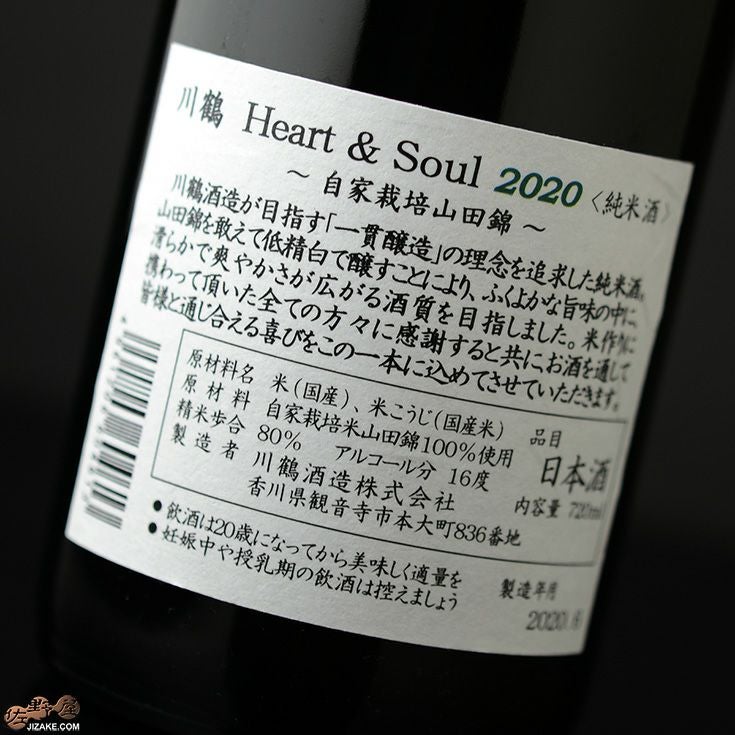 川鶴 Heart & Soul 2020〈純米酒〉
～ 自家栽培山田錦 ～
川鶴酒造が目指す「一貫醸造」の理念を追求した純米酒。
山田錦を敢えて低精白で醸すことにより、ふくよかな旨味の中に、
滑らかで爽やかさが広がる酒質を目指しました。米作りに
携わって頂いた全ての方々に感謝すると共にお酒を通して
皆様と通じ合える喜びをこの一本に込めてさせていただきます。
原材料名 米(国産)、米こうじ(国産米)
原材料 自家栽培米山田錦100%使用
精米歩合 80% アルコール分 16度
製造者 川鶴酒造株式会社
香川県観音寺市本大町836番地
品目
日本酒
内容量 720ml
●飲酒は20歳になってから美味しく適量を
●妊娠中や授乳期の飲酒は控えましょう
製造年月
2020.
佐野屋
JIZAKE.COM